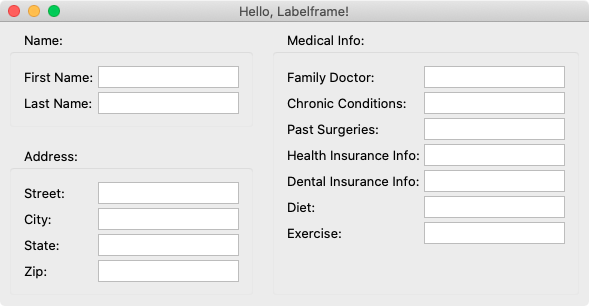 Hello, Labelframe!
Name:
First Name:
Last Name:
Address:
Street:
City:
State:
Zip:
Medical Info:
Family Doctor:
Chronic Conditions:
Past Surgeries:
Health Insurance Info:
Dental Insurance Info:
Diet:
Exercise: